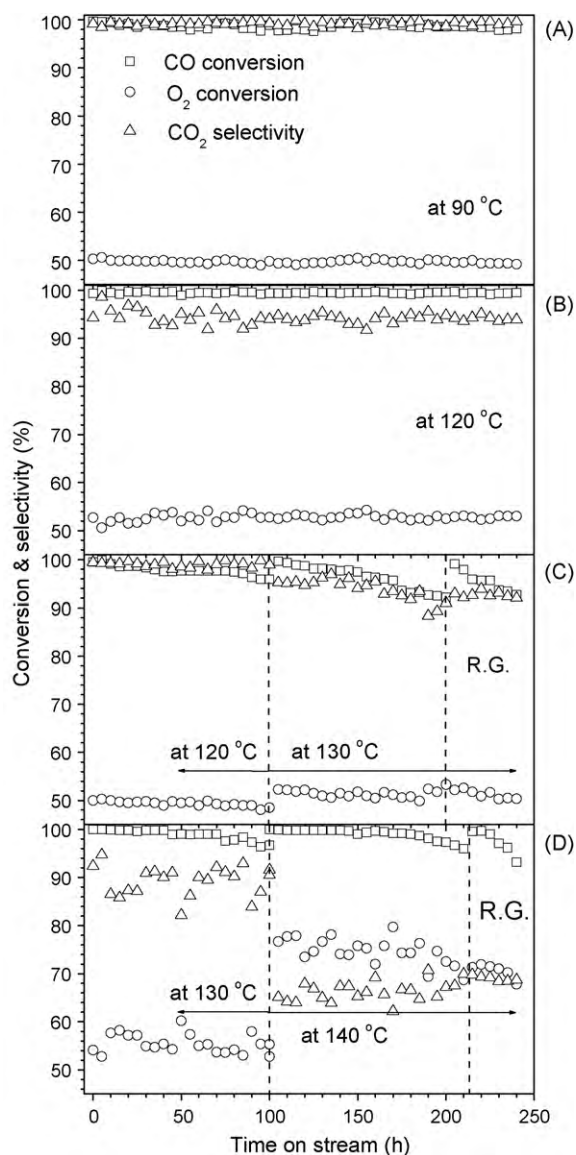 100
(A)
90
CO conversion
O₂ conversion
80
CO₂ selectivity
70
60
at 90 °C
50
100
(B)
90
80
70
at 120 °C
60
50
Conversion & selectivity (%)
100
(C)
90
80
R.G.
70
60
at 120 °C
at 130 °C
50
100
(D)
90
80
R.G.
70
at 130 °C
60
at 140 °C
50
0 50 100 150 200 250
Time on stream (h)